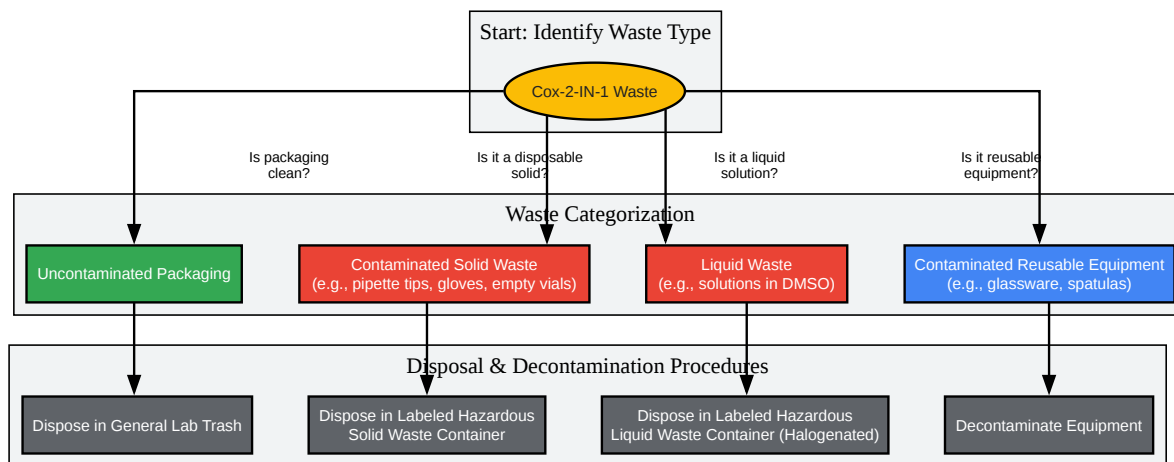 Start: Identify Waste Type
Cox-2-IN-1 Waste
Is packaging
clean?
Is it a disposable
solid?
Is it a liquid
solution?
Is it reusable
equipment?
Waste Categorization
Uncontaminated Packaging
Contaminated Solid Waste
(e.g., pipette tips, gloves, empty vials)
Liquid Waste
(e.g., solutions in DMSO)
Contaminated Reusable Equipment
(e.g., glassware, spatulas)
Disposal & Decontamination Procedures
Dispose in General Lab Trash
Dispose in Labeled Hazardous
Solid Waste Container
Dispose in Labeled Hazardous
Liquid Waste Container (Halogenated)
Decontaminate Equipment